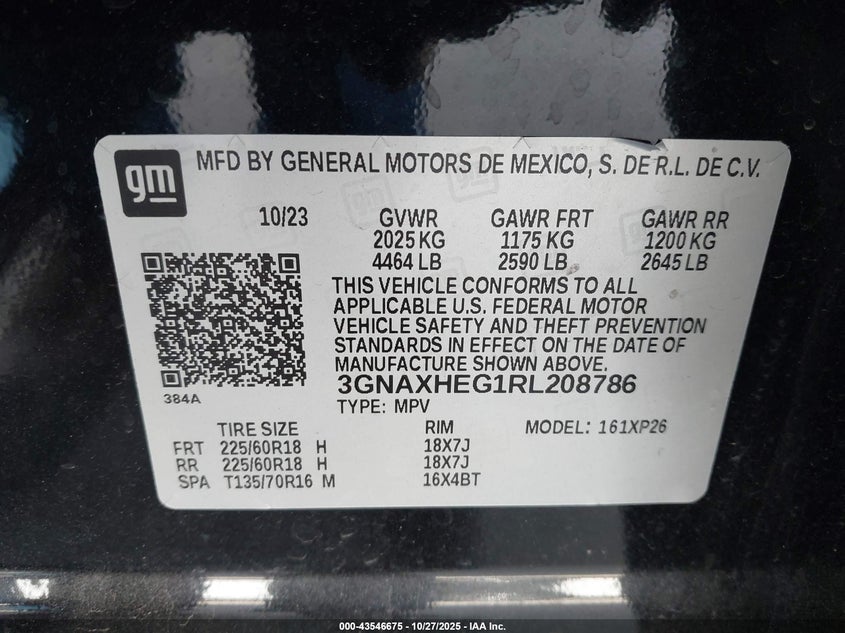 gm MFD BY GENERAL MOTORS DE MEXICO, S. DE R.L. DE C.V.
10/23 GVWR GAWR FRT GAWR RR
2025 KG 1175 KG 1200 KG
4464 LB 2590 LB 2645 LB
THIS VEHICLE CONFORMS TO ALL
APPLICABLE U.S. FEDERAL MOTOR
VEHICLE SAFETY AND THEFT PREVENTION
STANDARDS IN EFFECT ON THE DATE OF
MANUFACTURE SHOWN ABOVE.
3GNAXHEG1RL208786
384A
TYPE: MPV
TIRE SIZE RIM MODEL: 161XP26
FRT 225/60R18 H 18X7J
RR 225/60R18 H 18X7J
SPA T135/70R16 M 16X4BT
000-43546675 - 10/27/2025 - IAA Inc.